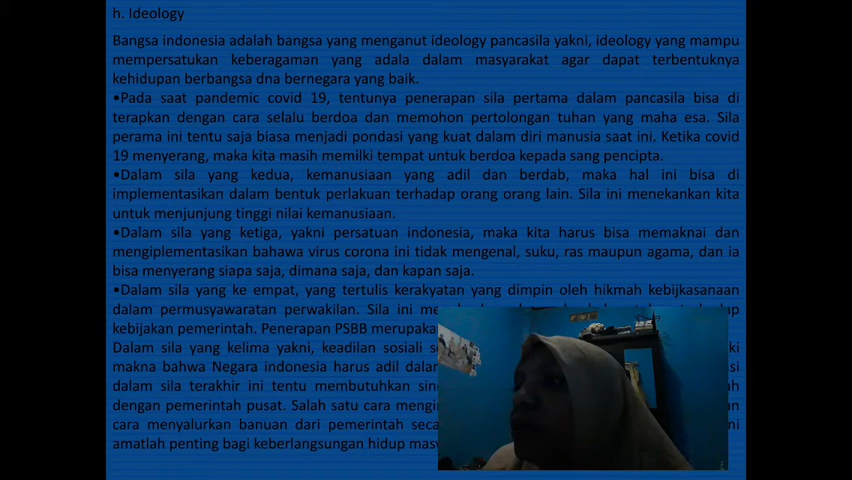 h. Ideology
Bangsa indonesia adalah bangsa yang menganut ideology pancasila yakni, ideology yang mampu
mempersatukan keberagaman yang adala dalam masyarakat agar dapat terbentuknya
kehidupan berbangsa dna bernegara yang baik.
•Pada saat pandemic covid 19, tentunya penerapan sila pertama dalam pancasila bisa di
terapkan dengan cara selalu berdoa dan memohon pertolongan tuhan yang maha esa. Sila
perama ini tentu saja biasa menjadi pondasi yang kuat dalam diri manusia saat ini. Ketika covid
19 menyerang, maka kita masih memilki tempat untuk berdoa kepada sang pencipta.
•Dalam sila yang kedua, kemanusiaan yang adil dan berdab, maka hal ini bisa di
implementasikan dalam bentuk perlakuan terhadap orang orang lain. Sila ini menekankan kita
untuk menjunjung tinggi nilai kemanusiaan.
•Dalam sila yang ketiga, yakni persatuan indonesia, maka kita harus bisa memaknai dan
mengiplementasikan bahawa virus corona ini tidak mengenal, suku, ras maupun agama, dan ia
bisa menyerang siapa saja, dimana saja, dan kapan saja.
•Dalam sila yang ke empat, yang tertulis kerakyatan yang dimpin oleh hikmah kebijkasanaan
dalam permusyawaratan perwakilan. Sila ini
kebijakan pemerintah. Penerapan PSBB
Dalam sila yang kelima yakni, keadilan sosiali
makna bahwa Negara indonesia harus adil
dalam sila terakhir ini tentu membutuhkan
dengan pemerintah pusat. Salah satu cara
cara menyalurkan banuan dari pemerintah
amatlah penting bagi keberlangsungan hidup